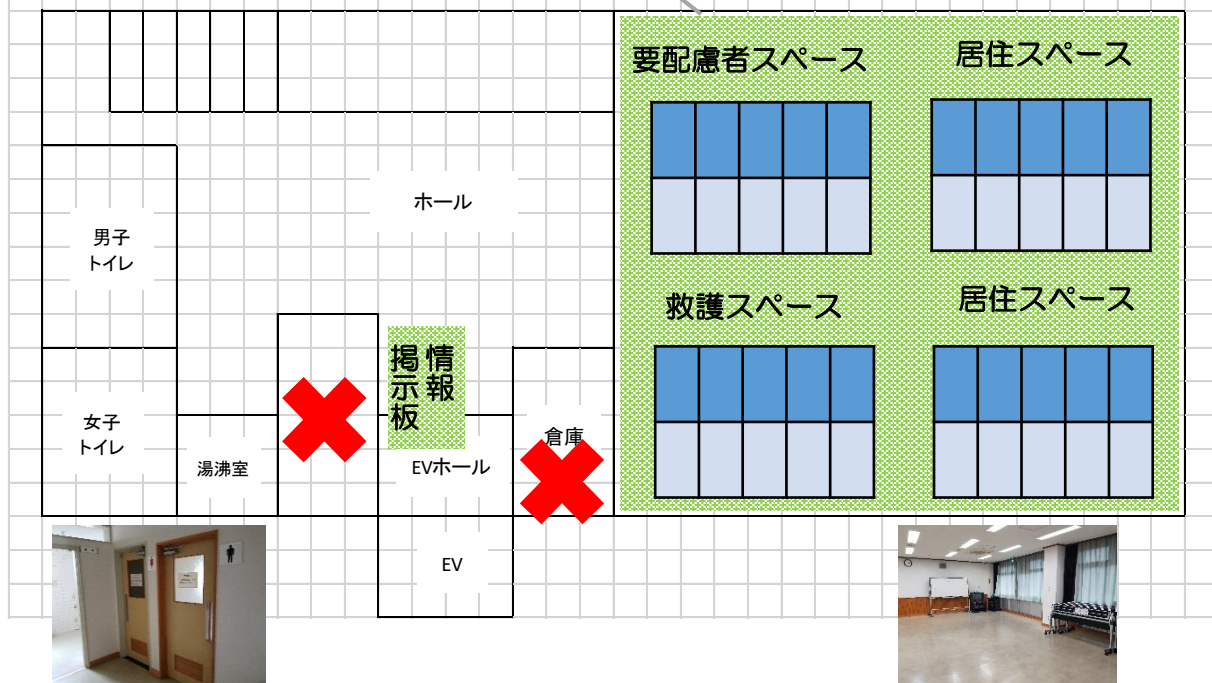 要配慮者スペース
居住スペース
ホール
男子
トイレ
救護スペース
居住スペース
情報
掲示板
女子
トイレ
湯沸室
EVホール
倉庫
EV